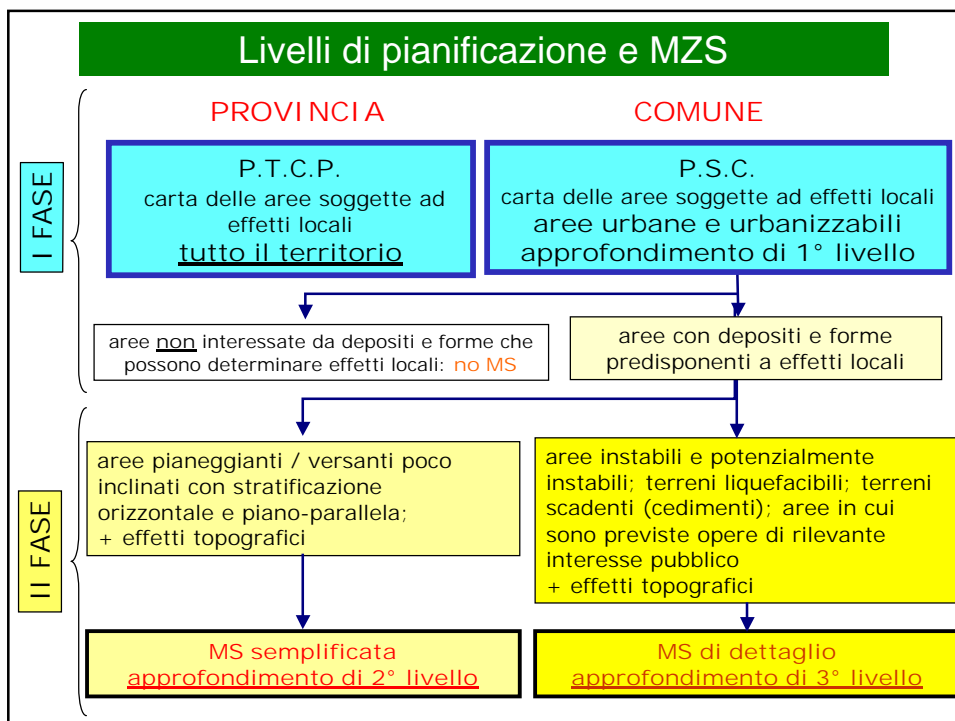 Livelli di pianificazione e MZS
PROVINCIA
COMUNE
I FASE
P.T.C.P.
carta delle aree soggette ad
effetti locali
tutto il territorio
P.S.C.
carta delle aree soggette ad effetti locali
aree urbane e urbanizzabili
approfondimento di 1° livello
aree non interessate da depositi e forme che
possono determinare effetti locali: no MS
aree con depositi e forme
predisponenti a effetti locali
II FASE
aree pianeggianti / versanti poco
inclinati con stratificazione
orizzontale e piano-parallela;
+ effetti topografici
aree instabili e potenzialmente
instabili; terreni liquefacibili; terreni
scadenti (cedimenti); aree in cui
sono previste opere di rilevante
interesse pubblico
+ effetti topografici
MS semplificata
approfondimento di 2° livello
MS di dettaglio
approfondimento di 3° livello